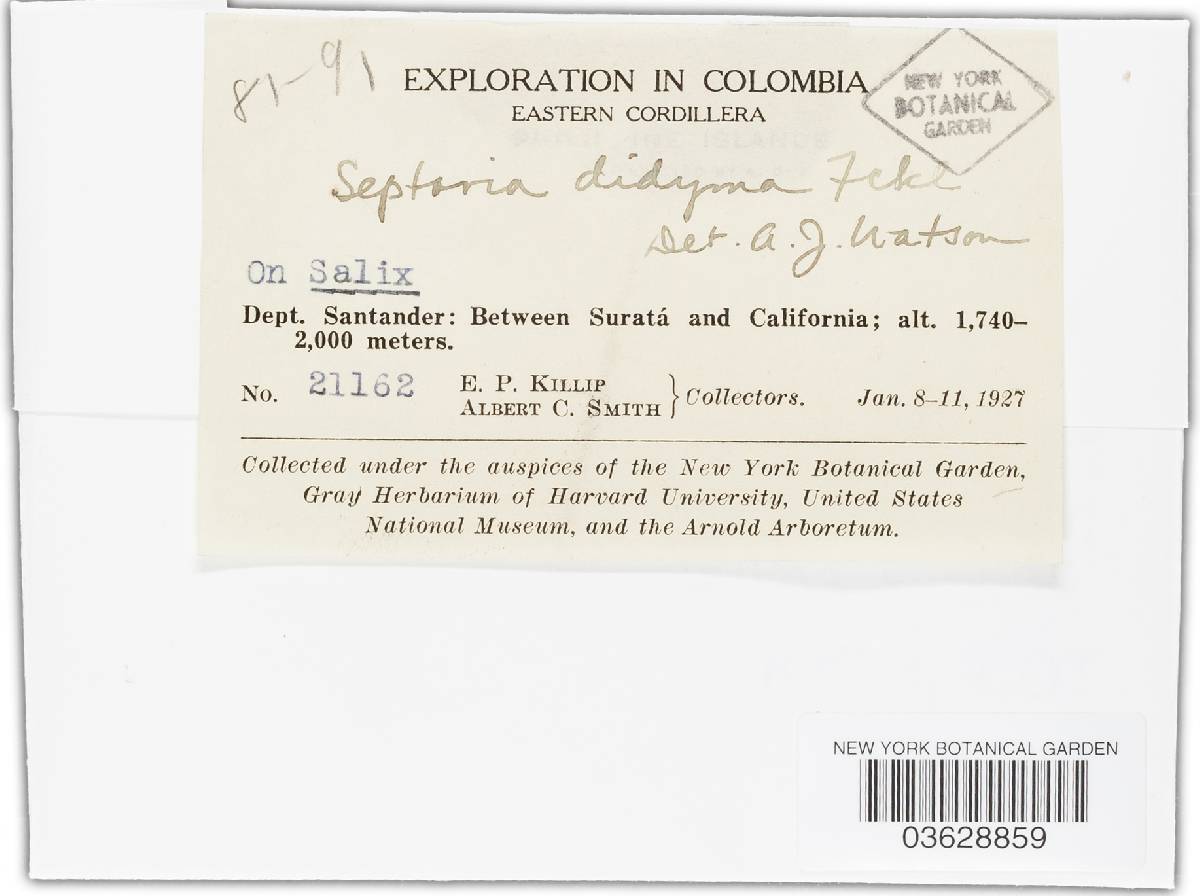 81-91
EXPLORATION IN COLOMBIA
EASTERN CORDILLERA
NEW YORK
BOTANICAL
GARDEN
Septoria didyma Fckl
Det. A. J. Watson
On Salix
Dept. Santander: Between Suratá and California; alt. 1,740–
2,000 meters.
No. 21162 E. P. KILLIP
ALBERT C. SMITH } Collectors. Jan. 8–11, 1927
Collected under the auspices of the New York Botanical Garden,
Gray Herbarium of Harvard University, United States
National Museum, and the Arnold Arboretum.
NEW YORK BOTANICAL GARDEN
03628859